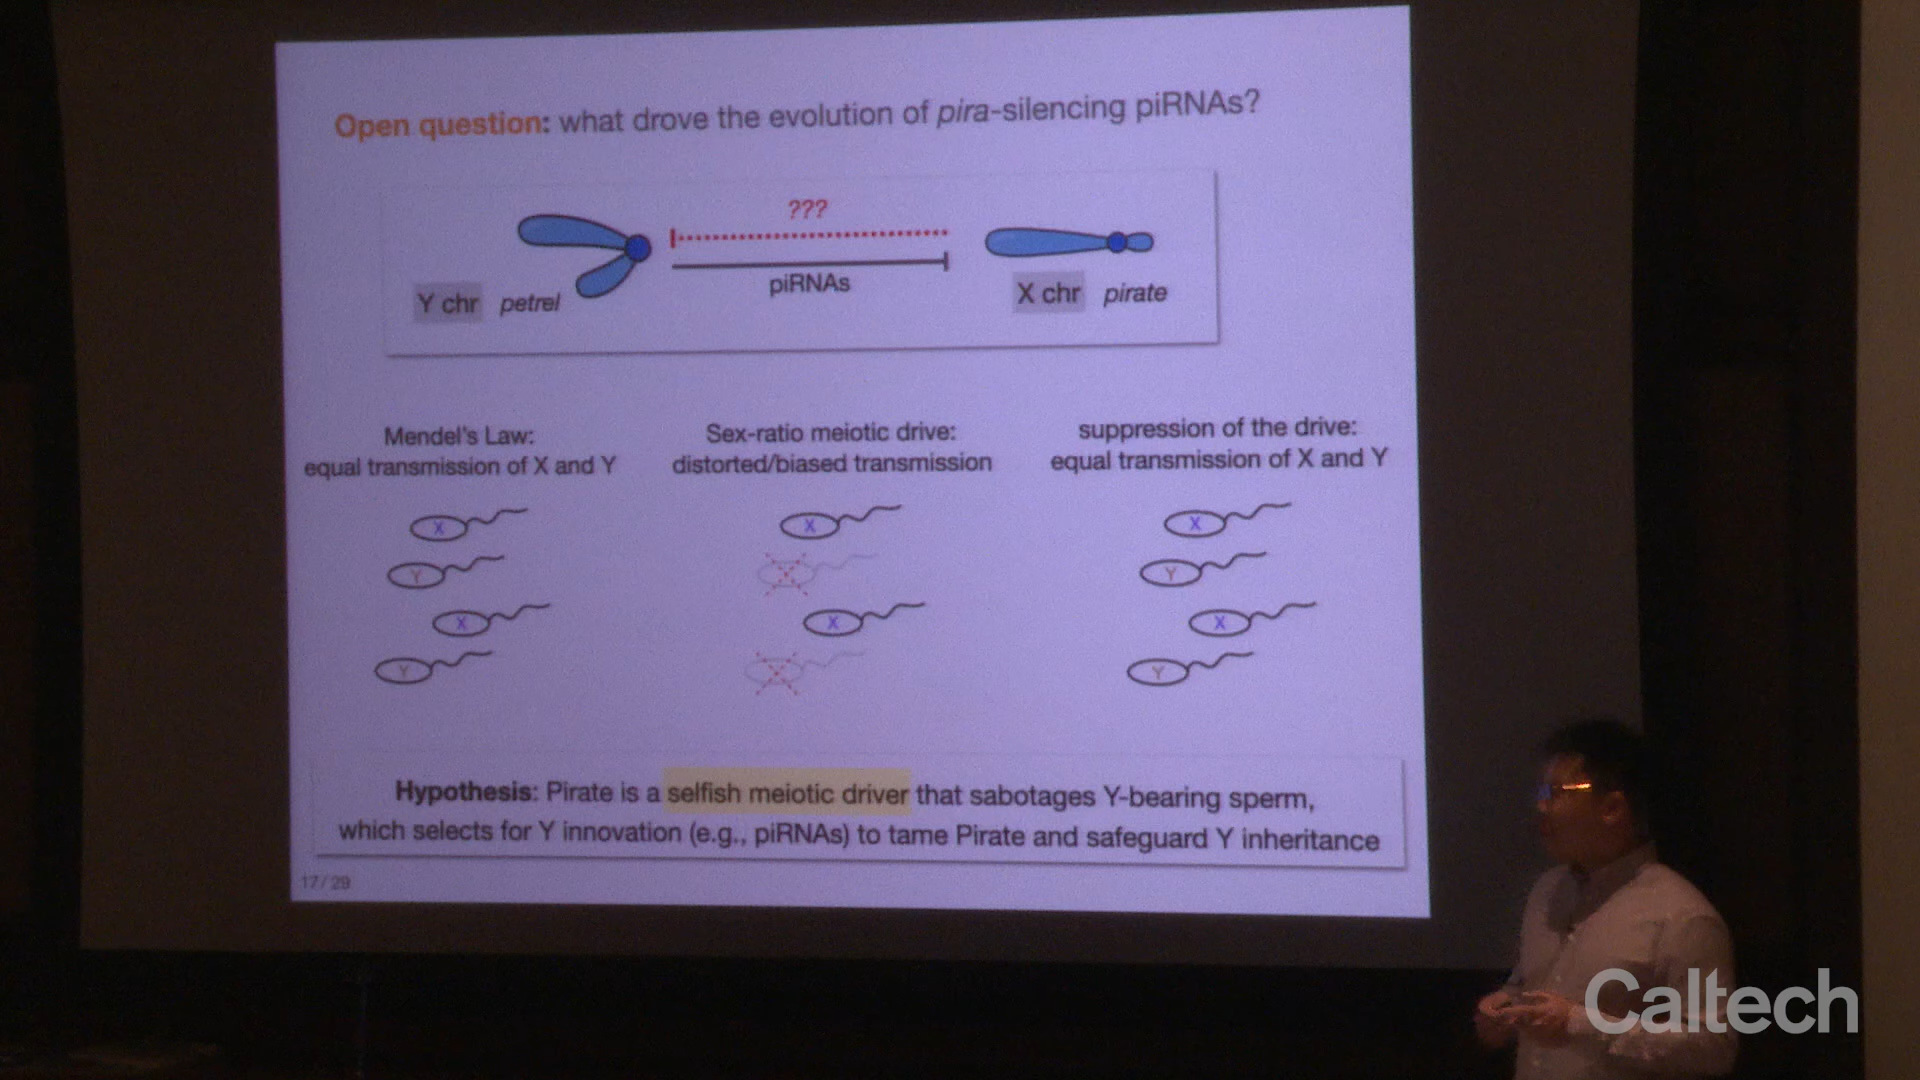 Open question: what drove the evolution of pira-silencing piRNAs?
???
piRNAs
Y chr petrel
X chr pirate
Mendel's Law:
equal transmission of X and Y
Sex-ratio meiotic drive:
distorted/biased transmission
suppression of the drive:
equal transmission of X and Y
X
Y
X
Y
X
X
X
Y
X
Y
Hypothesis: Pirate is a selfish meiotic driver that sabotages Y-bearing sperm,
which selects for Y innovation (e.g., piRNAs) to tame Pirate and safeguard Y inheritance
17/29
Caltech